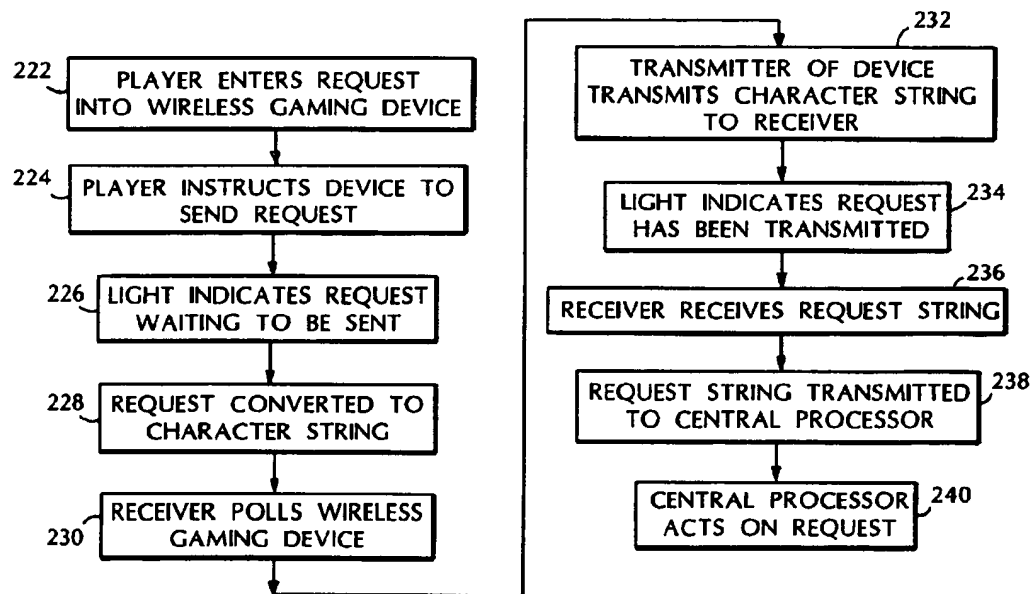 222
PLAYER ENTERS REQUEST
INTO WIRELESS GAMING DEVICE
224
PLAYER INSTRUCTS DEVICE TO
SEND REQUEST
226
LIGHT INDICATES REQUEST
WAITING TO BE SENT
228
REQUEST CONVERTED TO
CHARACTER STRING
230
RECEIVER POLLS WIRELESS
GAMING DEVICE
232
TRANSMITTER OF DEVICE
TRANSMITS CHARACTER STRING
TO RECEIVER
234
LIGHT INDICATES REQUEST
HAS BEEN TRANSMITTED
236
RECEIVER RECEIVES REQUEST STRING
238
REQUEST STRING TRANSMITTED
TO CENTRAL PROCESSOR
240
CENTRAL PROCESSOR
ACTS ON REQUEST